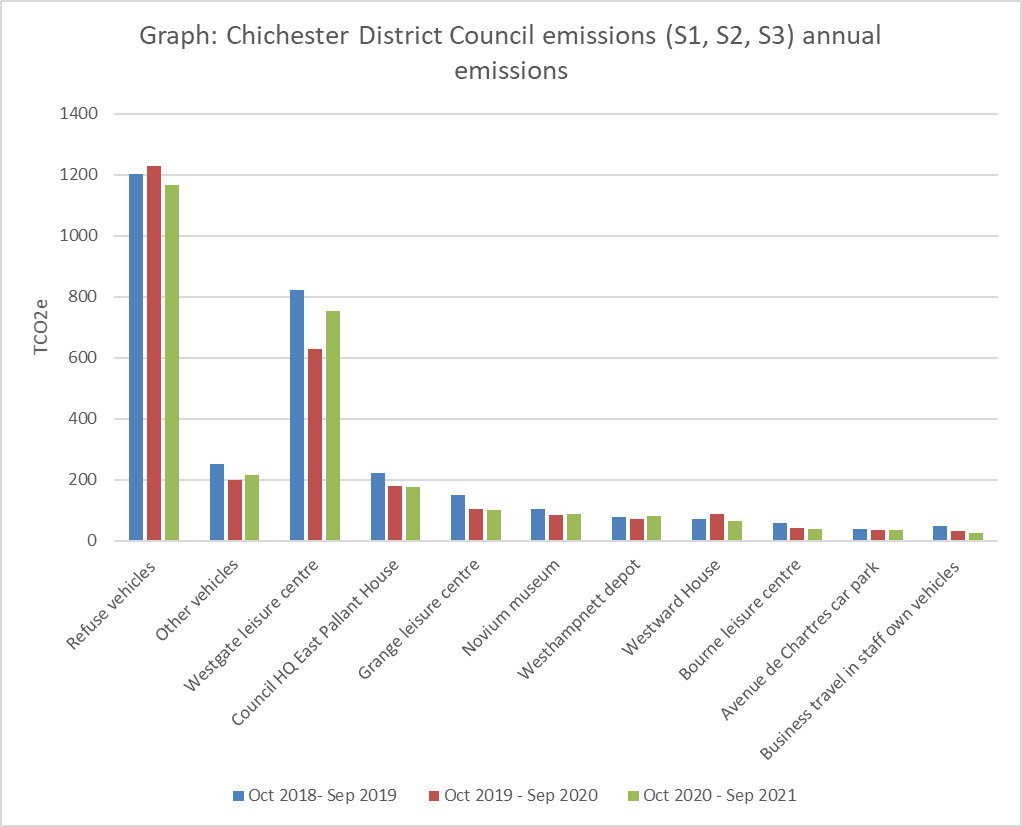 Graph: Chichester District Council emissions (S1, S2, S3) annual
emissions
TCO2e
1400
1200
1000
800
600
400
200
0
Refuse vehicles
Other vehicles
Westgate leisure centre
Council HQ East Pallant House
Grange leisure centre
Novium museum
Westhampnett depot
Westward House
Bourne leisure centre
Avenue de Chartres car park
Business travel in staff own vehicles
Oct 2018- Sep 2019
Oct 2019 - Sep 2020
Oct 2020 - Sep 2021